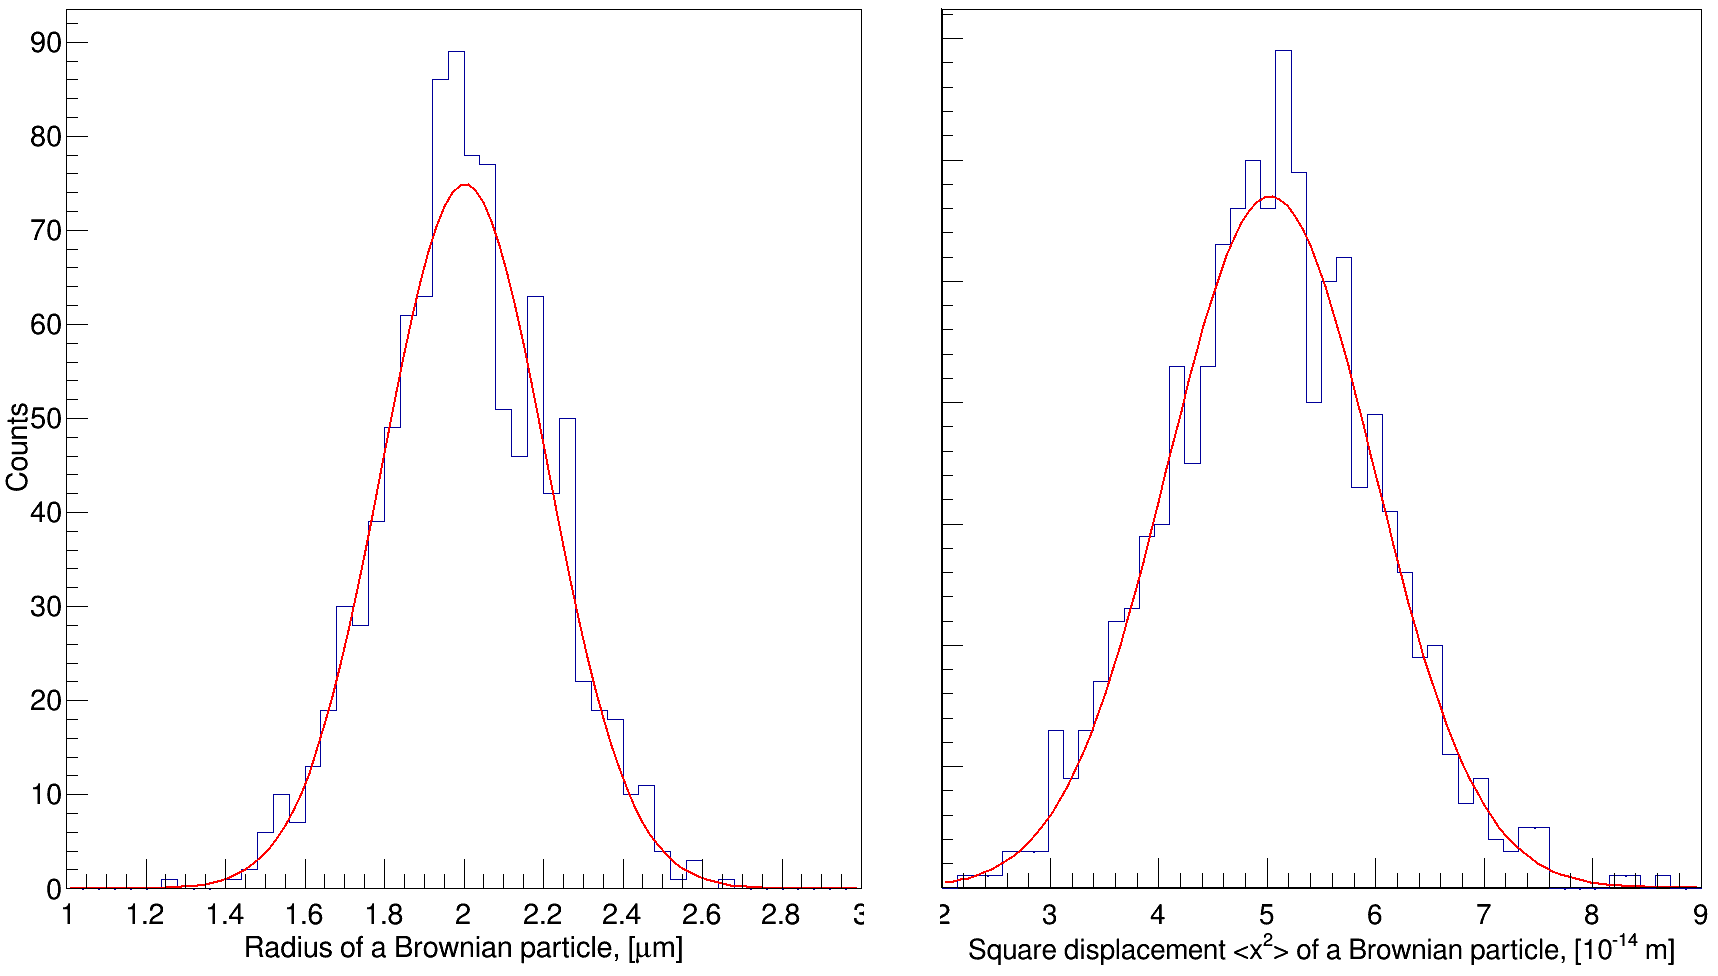 90
80
70
60
50
40
30
20
10
0
Counts
1 1.2 1.4 1.6 1.8 2 2.2 2.4 2.6 2.8 3
Radius of a Brownian particle, [μm]
2 3 4 5 6 7 8 9
Square displacement <x²> of a Brownian particle, [10⁻¹⁴ m]